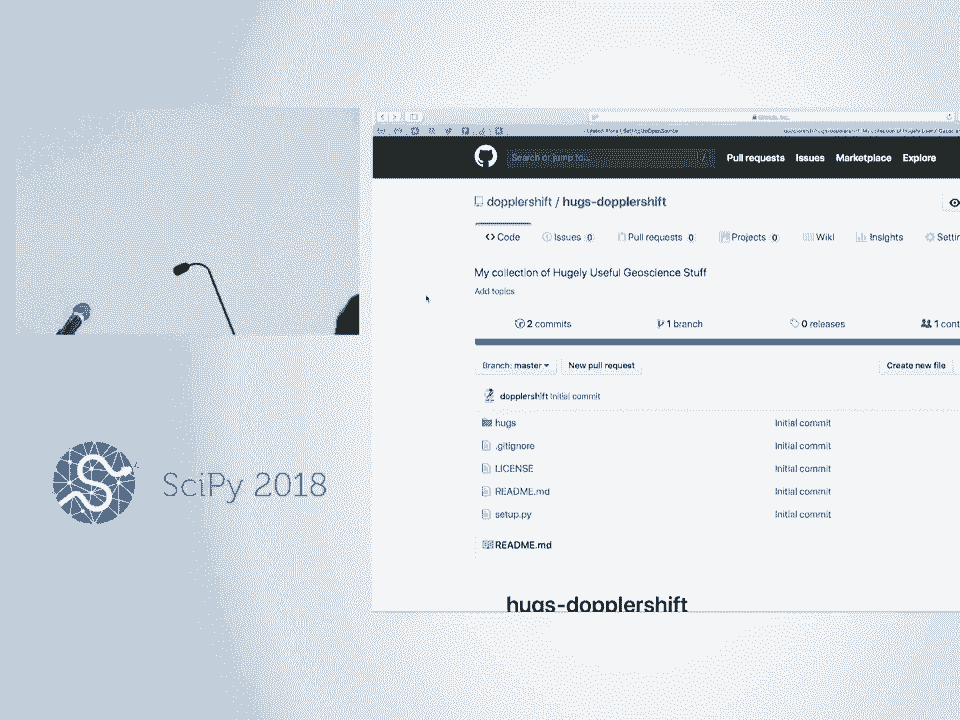 Search or jump to...
/
Pull requests Issues Marketplace Explore
dopplershift / hugs-dopplershift
Code Issues 0 Pull requests 0 Projects 0 Wiki Insights Settin
My collection of Hugely Useful Geoscience Stuff
Add topics
2 commits 1 branch 0 releases 1 cont
Branch: master New pull request Create new file
dopplershift Initial commit
hugs Initial commit
.gitignore Initial commit
LICENSE Initial commit
README.md Initial commit
setup.py Initial commit
README.md
hugs-dopplershift
SciPy 2018